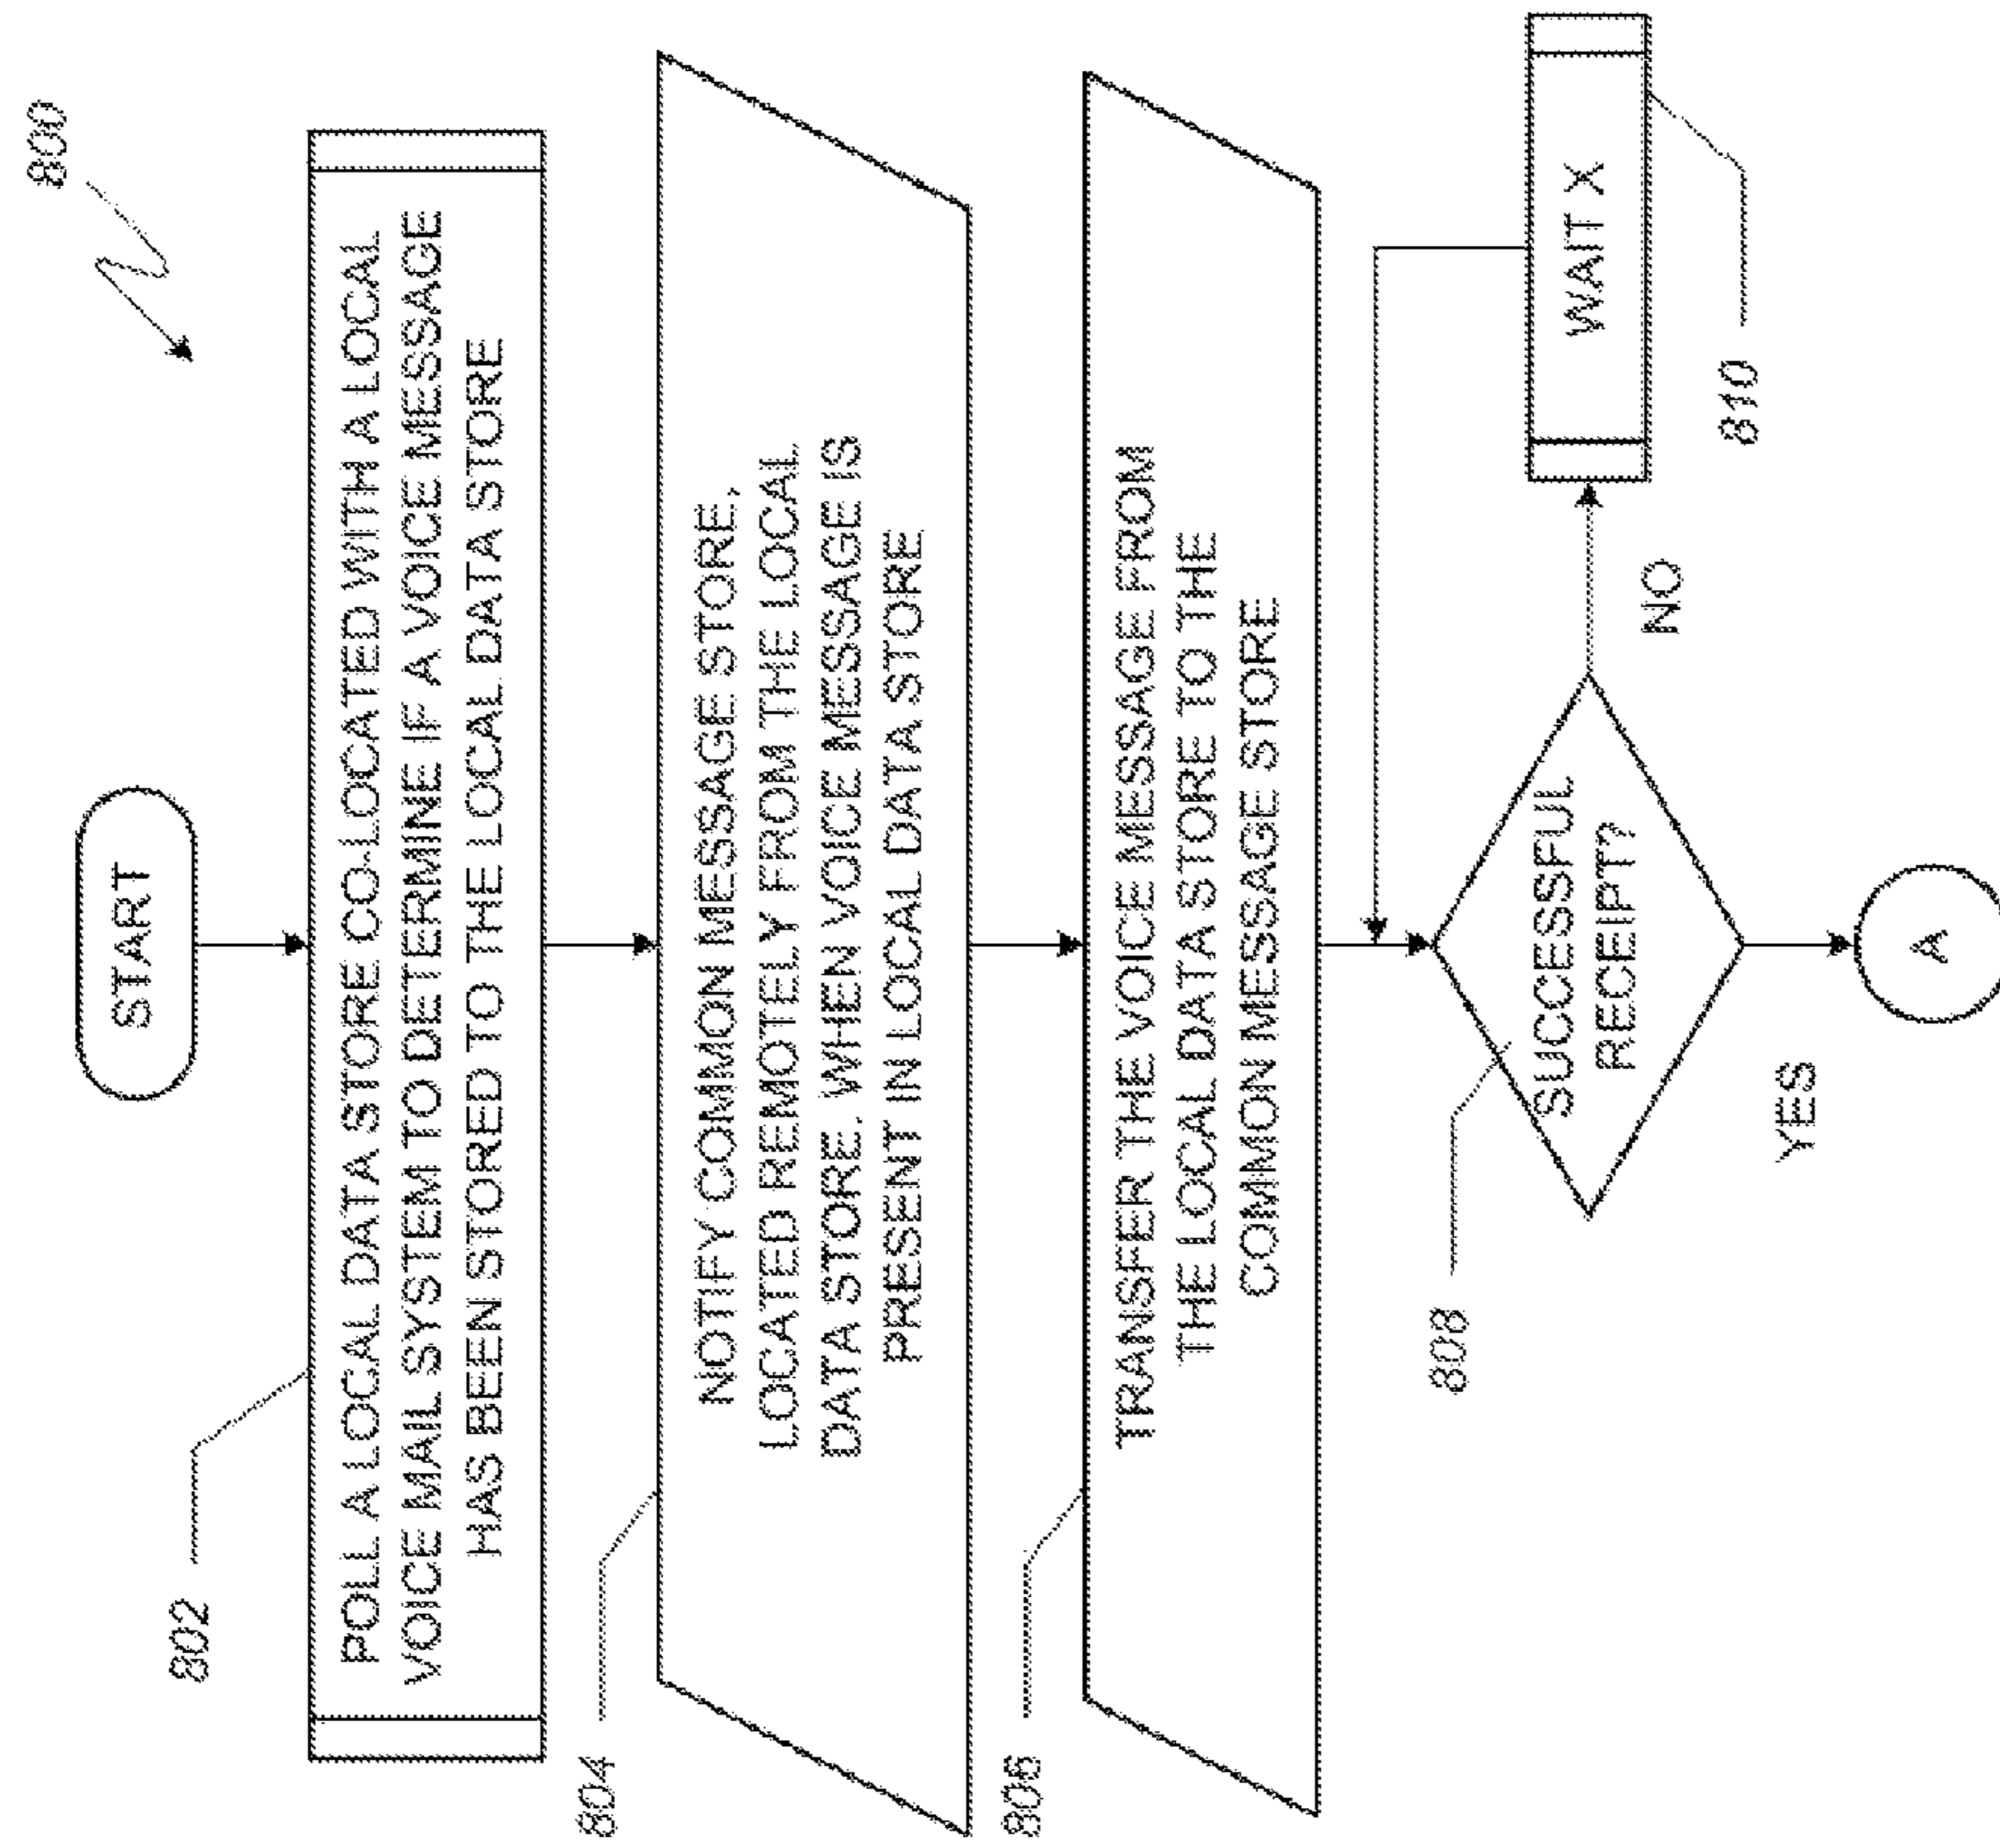 800
START
802
POLL A LOCAL DATA STORE CO-LOCATED WITH A LOCAL
VOICE MAIL SYSTEM TO DETERMINE IF A VOICE MESSAGE
HAS BEEN STORED TO THE LOCAL DATA STORE
804
NOTIFY COMMON MESSAGE STORE,
LOCATED REMOTELY FROM THE LOCAL
DATA STORE, WHEN VOICE MESSAGE IS
PRESENT IN LOCAL DATA STORE
806
TRANSFER THE VOICE MESSAGE FROM
THE LOCAL DATA STORE TO THE
COMMON MESSAGE STORE
808
SUCCESSFUL
RECEIPT?
NO
WAIT X
810
YES
A